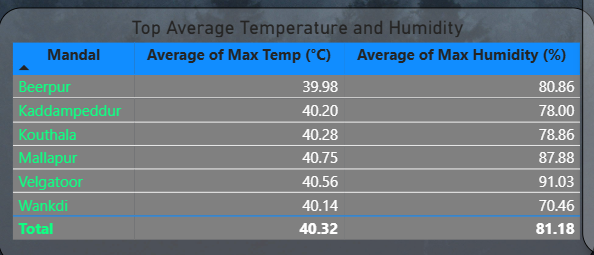 Top Average Temperature and Humidity
Mandal Average of Max Temp (°C) Average of Max Humidity (%)
Beerpur 39.98 80.86
Kaddampeddur 40.20 78.00
Kouthala 40.28 78.86
Mallapur 40.75 87.88
Velgatoor 40.56 91.03
Wankdi 40.14 70.46
Total 40.32 81.18